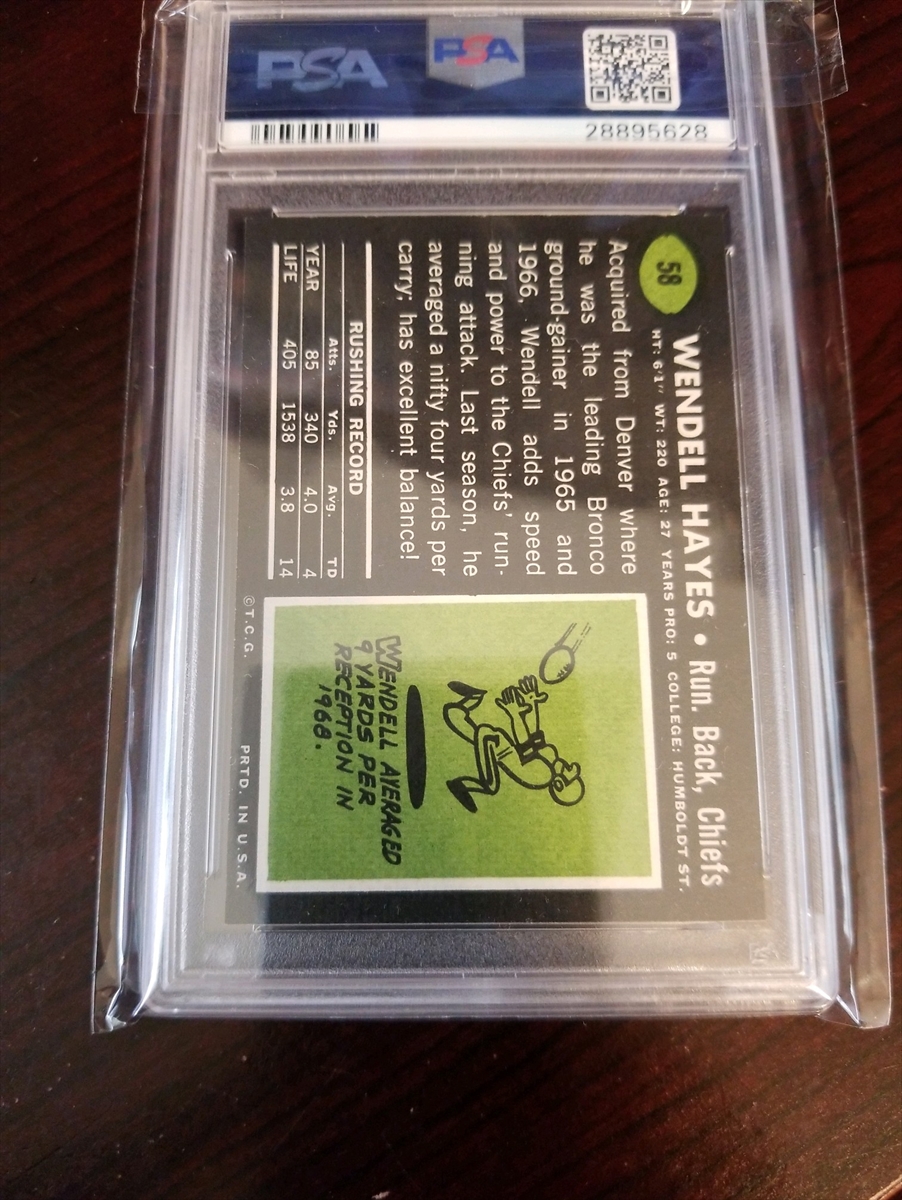 PSA
PSA
28895628
58
WENDELL HAYES • Run. Back, Chiefs
HT: 6'1" WT: 220 AGE: 27 YEARS PRO: 5 COLLEGE: HUMBOLDT ST.
Acquired from Denver where
he was the leading Bronco
ground-gainer in 1965 and
1966, Wendell adds speed
and power to the Chiefs' run-
ning attack. Last season, he
averaged a nifty four yards per
carry; has excellent balance!
RUSHING RECORD
Atts. Yds. Avg. TD
YEAR 85 340 4.0 4
LIFE 405 1538 3.8 14
WENDELL AVERAGED
9 YARDS PER
RECEPTION IN
1968.
© T.C.G. PRTD. IN U.S.A.